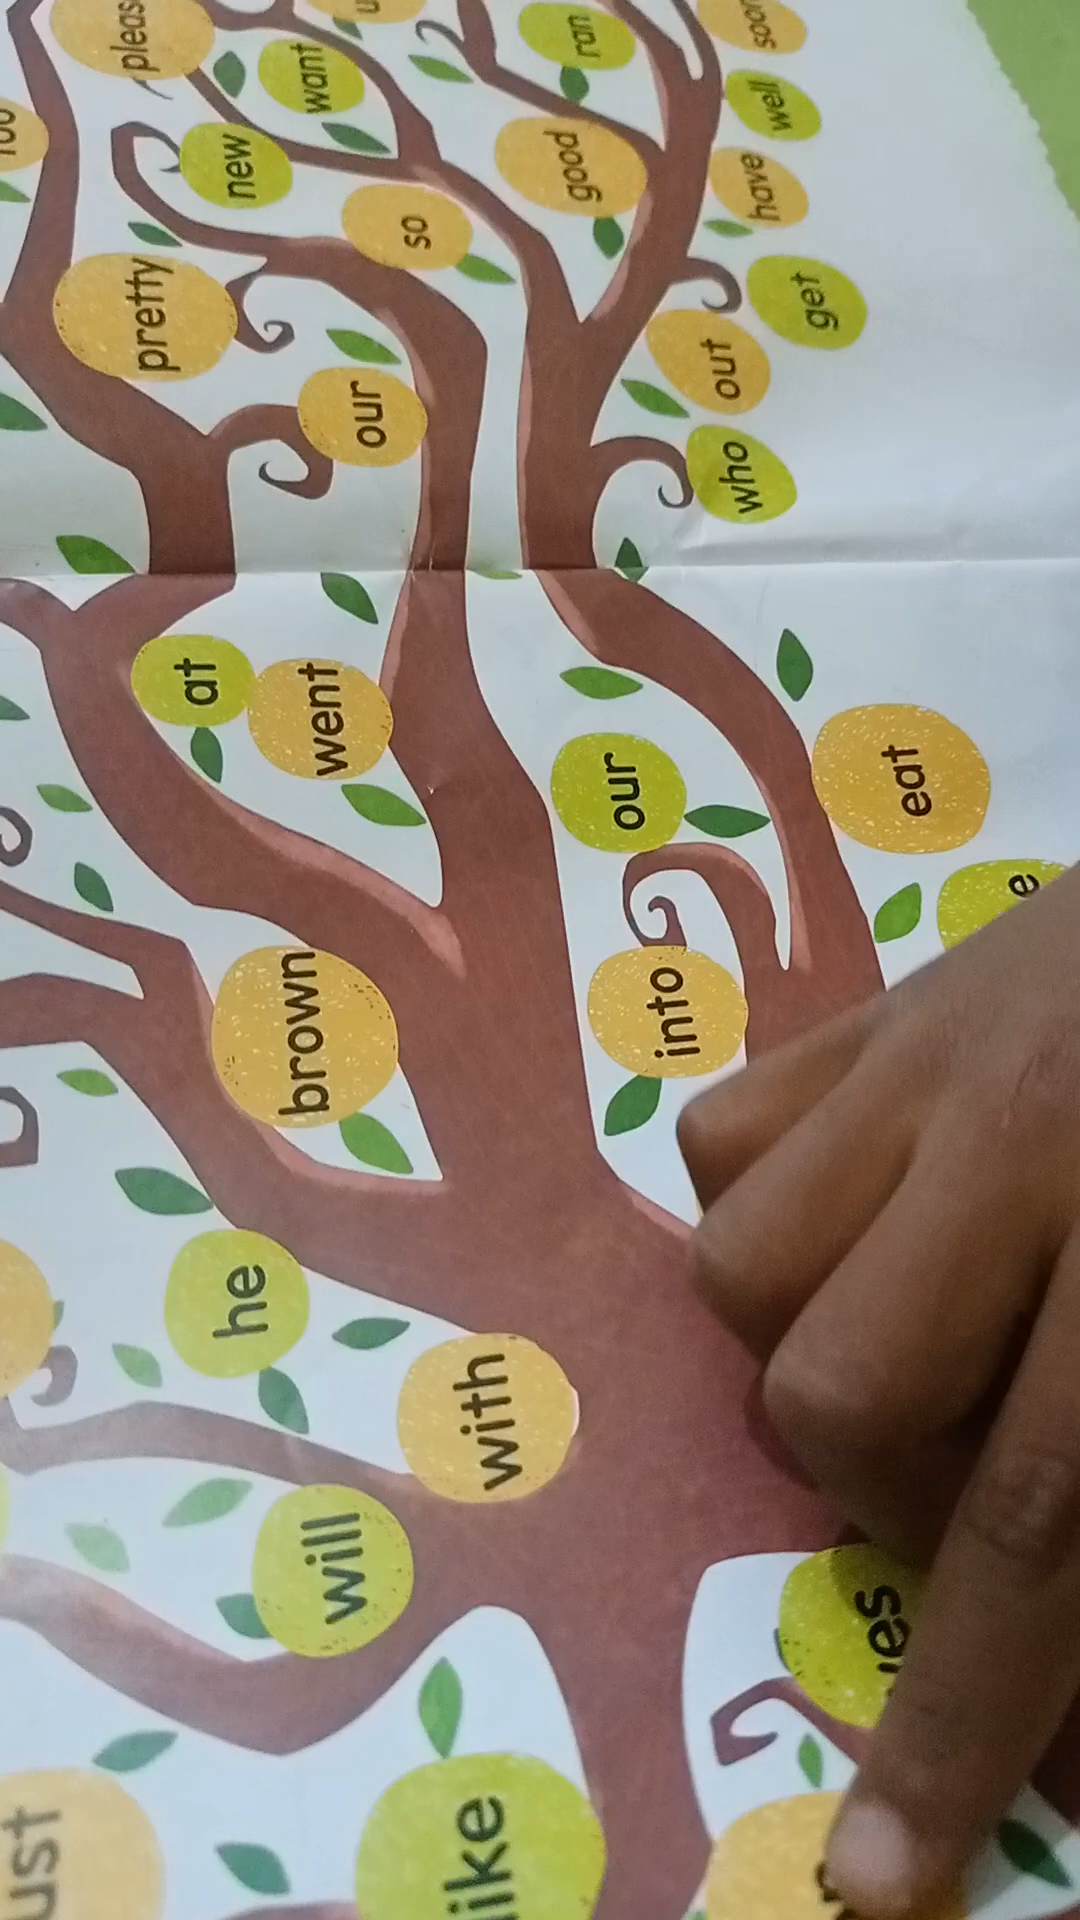 want
ran
well
new
good
have
so
pretty
get
out
our
who
at
went
our
eat
brown
into
he
with
will